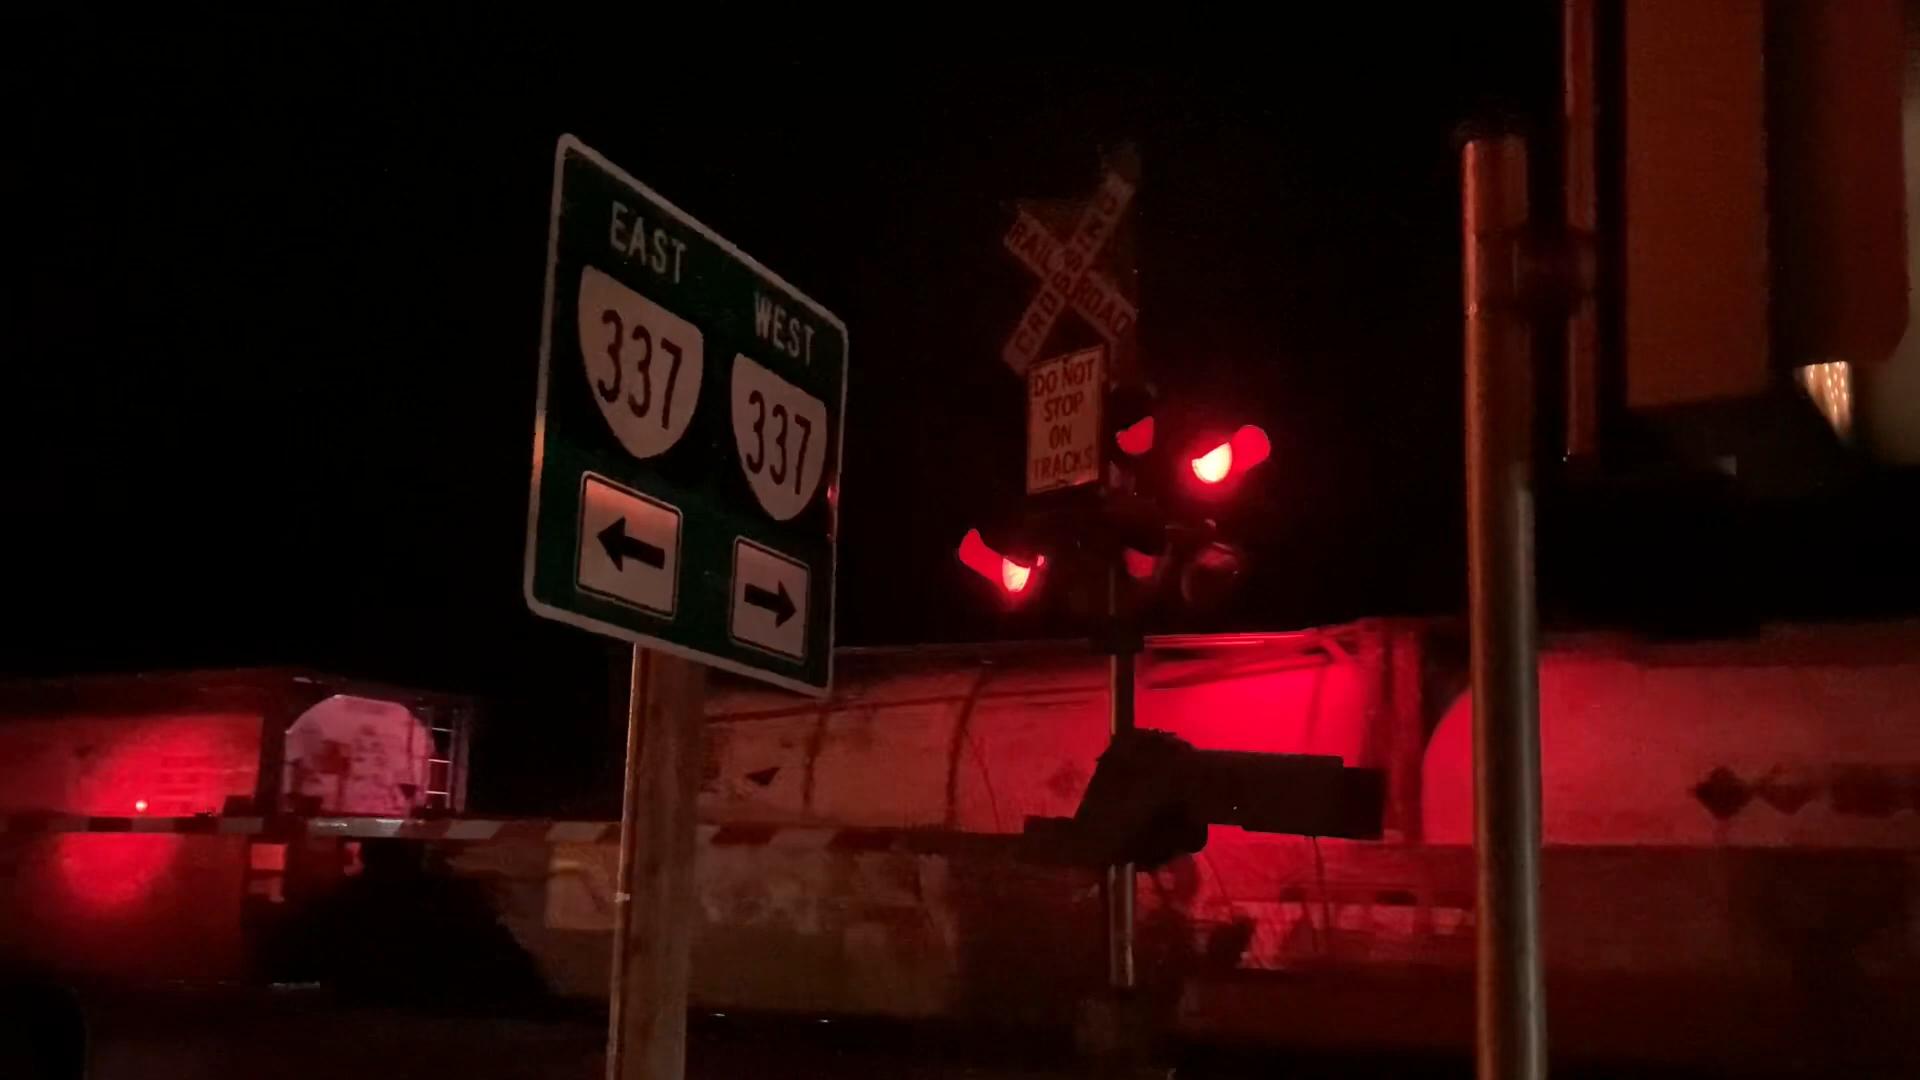 EAST
WEST
337
337
RAILROAD
CROSSING
DO NOT
STOP
ON
TRACKS